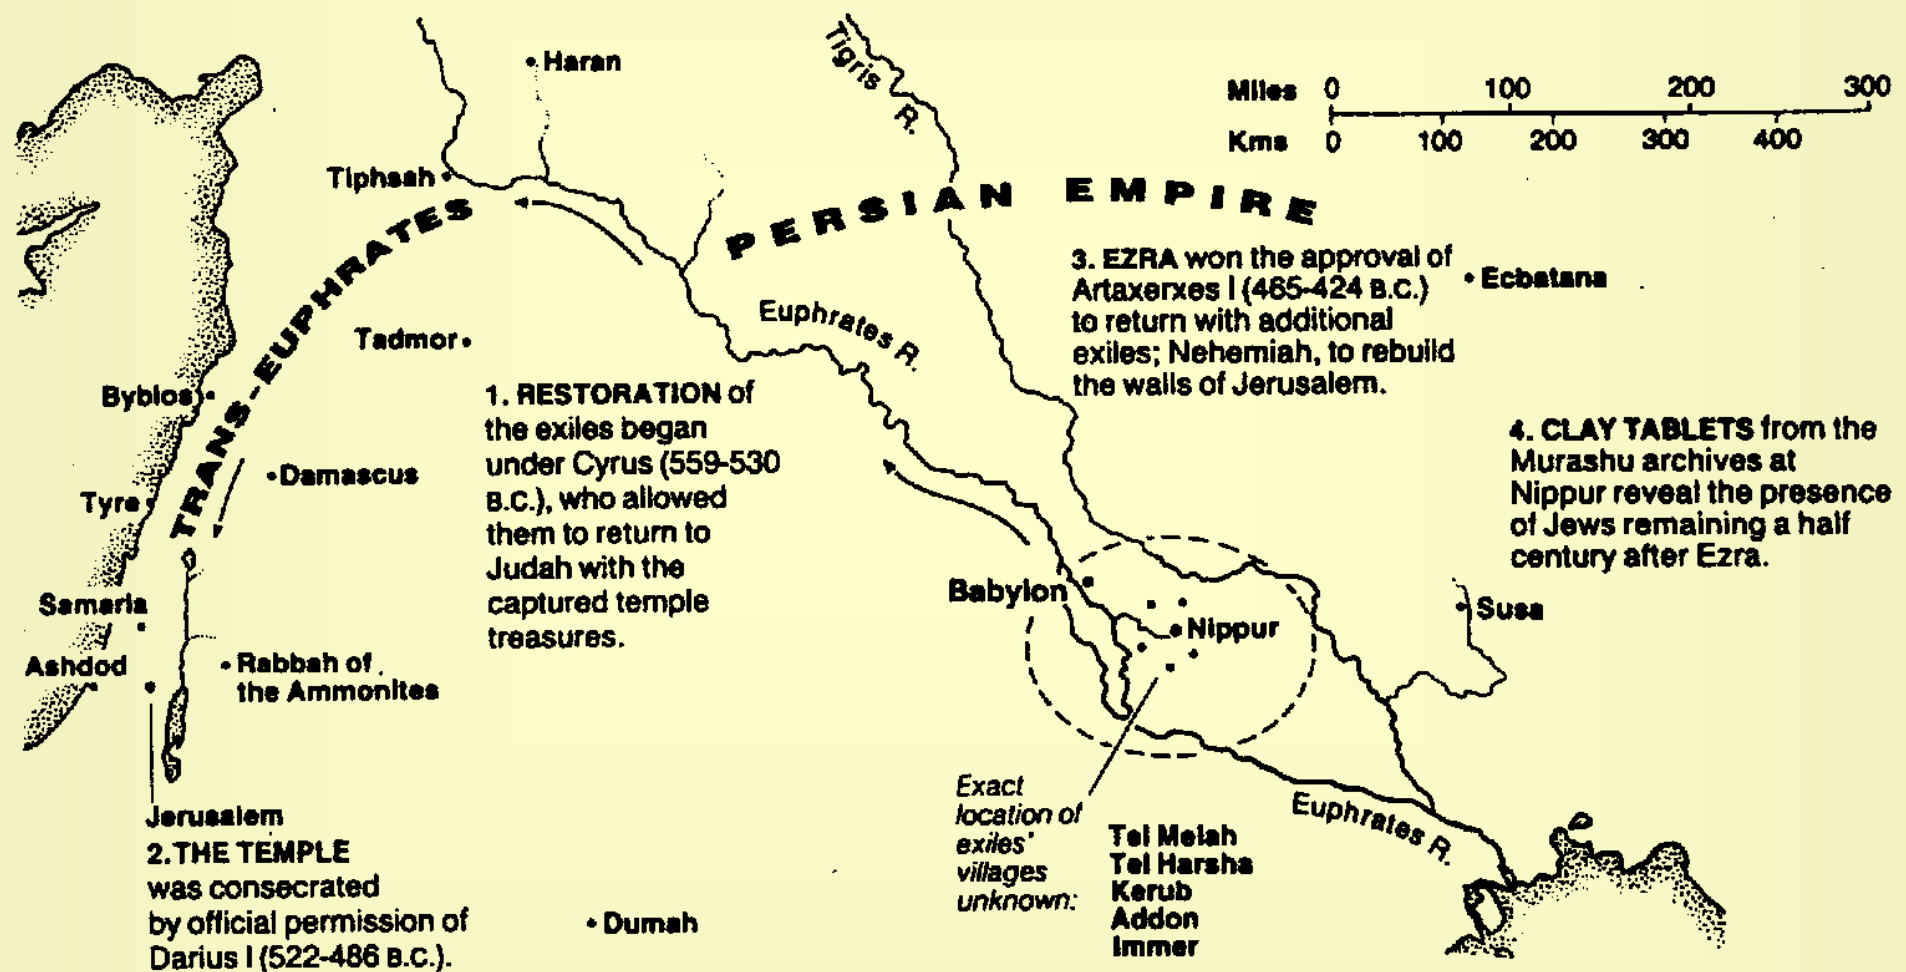 Haran
Tigris R.
Miles 0 100 200 300
Kms 0 100 200 300 400
Tiphsah
TRANS-EUPHRATES
PERSIAN EMPIRE
3. EZRA won the approval of
Artaxerxes I (465-424 B.C.)
to return with additional
exiles; Nehemiah, to rebuild
the walls of Jerusalem.
Ecbatana
Euphrates R.
Tadmor
Byblos
1. RESTORATION of
the exiles began
under Cyrus (559-530
B.C.), who allowed
them to return to
Judah with the
captured temple
treasures.
4. CLAY TABLETS from the
Murashu archives at
Nippur reveal the presence
of Jews remaining a half
century after Ezra.
Damascus
Tyre
Babylon
Nippur
Susa
Samaria
Ashdod
Rabbah of
the Ammonites
Exact
location of
exiles'
villages
unknown:
Tel Melah
Tel Harsha
Kerub
Addon
Immer
Euphrates R.
Jerusalem
2. THE TEMPLE
was consecrated
by official permission of
Darius I (522-486 B.C.).
Dumah